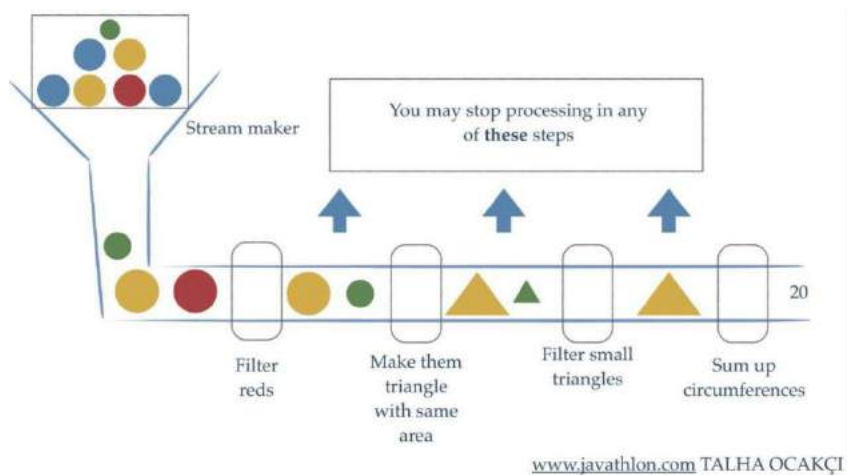 Stream maker
You may stop processing in any
of these steps
20
Filter
reds
Make them
triangle
with same
area
Filter small
triangles
Sum up
circumferences
www.javathlon.com TALHA OCAKÇI